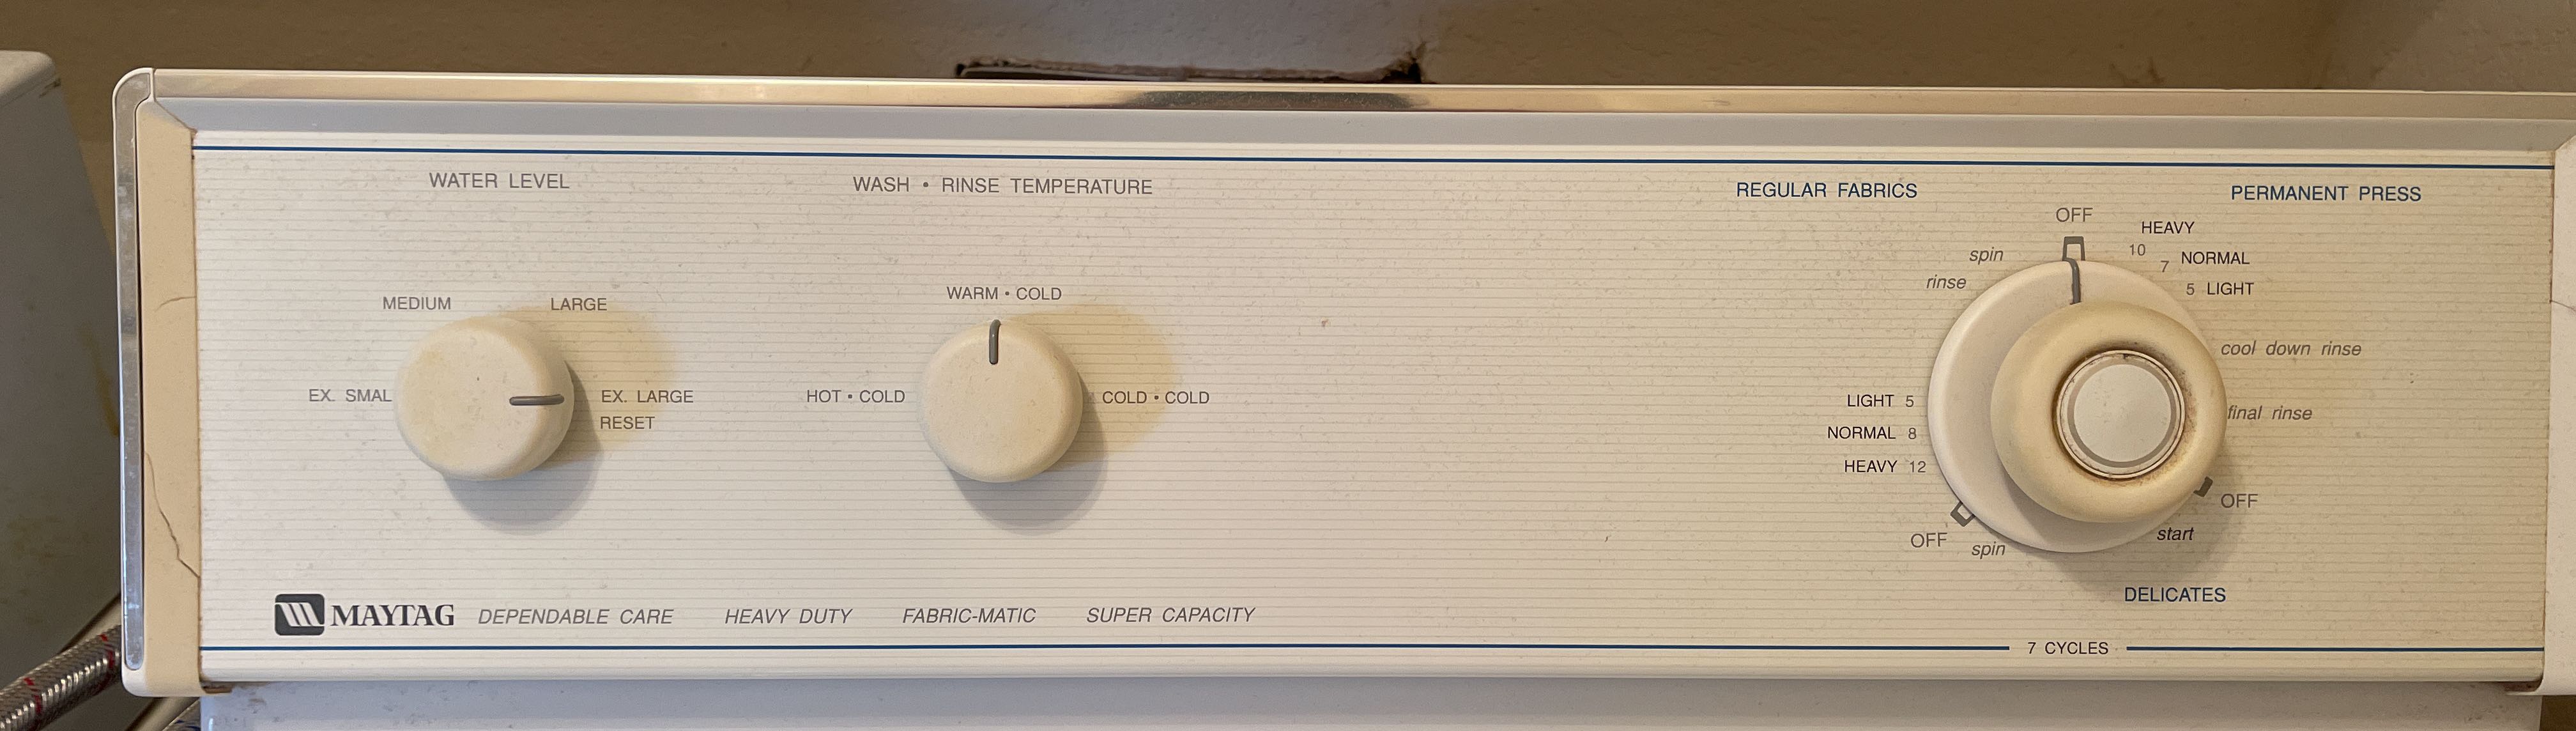 WATER LEVEL
MEDIUM
LARGE
EX. SMAL
EX. LARGE
RESET
WASH • RINSE TEMPERATURE
WARM • COLD
HOT • COLD
COLD • COLD
REGULAR FABRICS
PERMANENT PRESS
OFF
HEAVY
10
7 NORMAL
5 LIGHT
spin
rinse
cool down rinse
final rinse
LIGHT 5
NORMAL 8
HEAVY 12
OFF
spin
OFF
start
DELICATES
MAYTAG DEPENDABLE CARE HEAVY DUTY FABRIC-MATIC SUPER CAPACITY
7 CYCLES